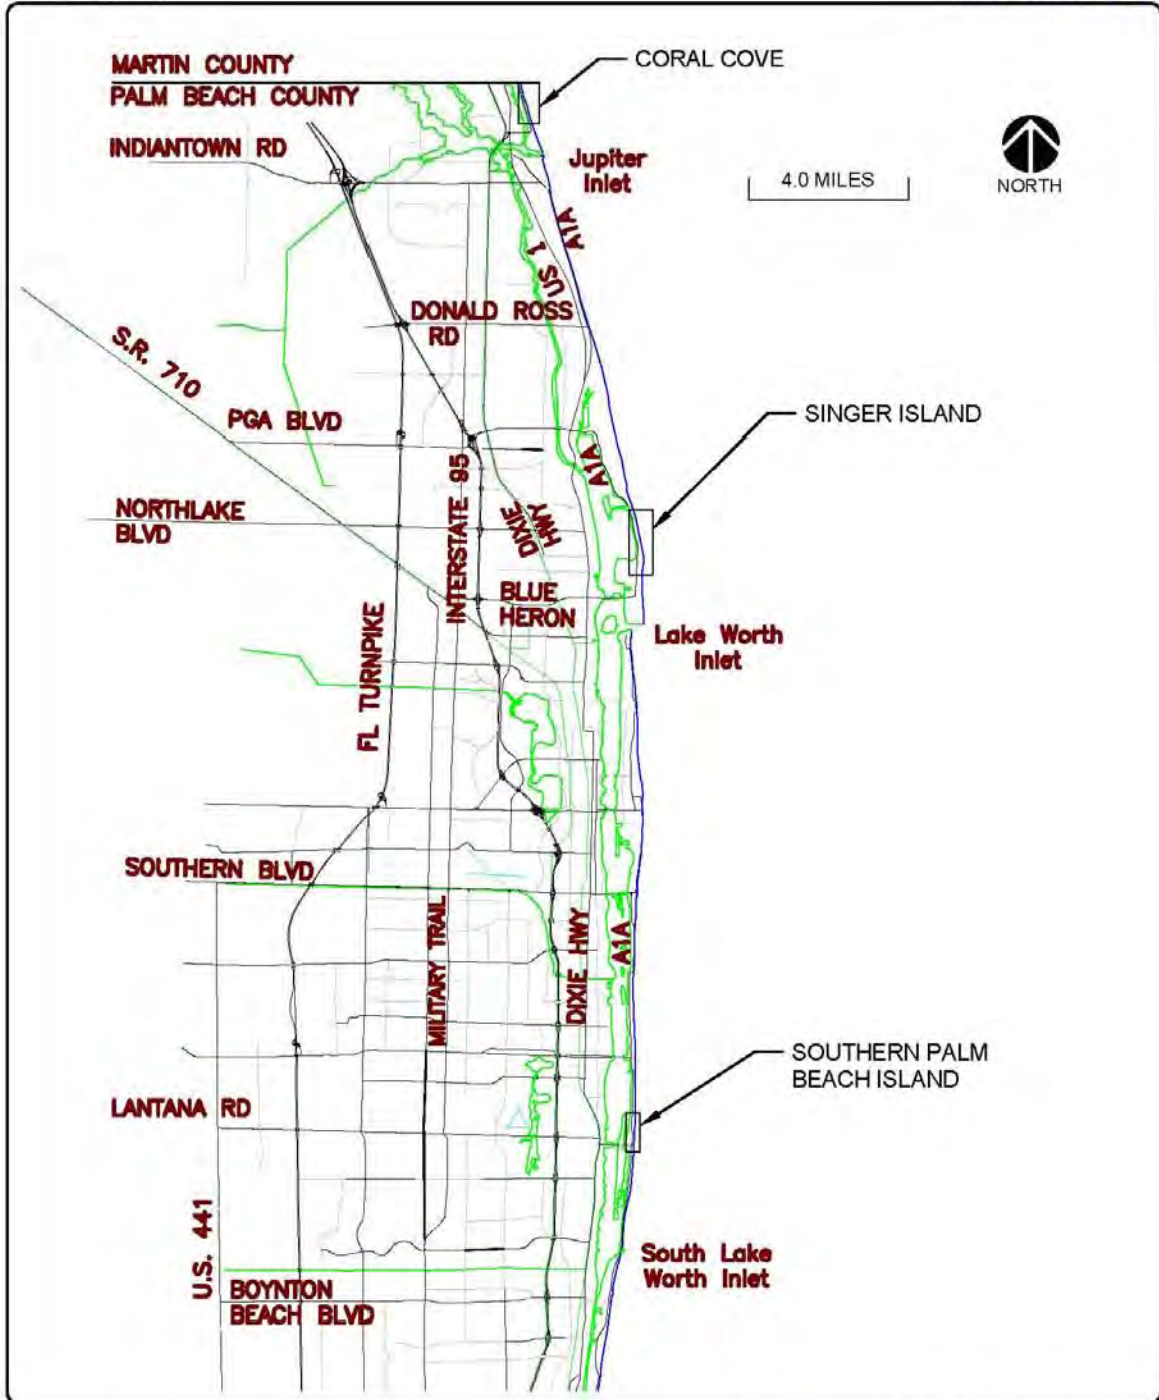 MARTIN COUNTY
CORAL COVE
PALM BEACH COUNTY
INDIANTOWN RD
Jupiter
Inlet
4.0 MILES
NORTH
A1A
US 1
DONALD ROSS
RD
S.R. 710
PGA BLVD
SINGER ISLAND
A1A
INTERSTATE 95
NORTHLAKE
BLVD
DIXIE
HWY
BLUE
HERON
FL TURNPIKE
Lake Worth
Inlet
SOUTHERN BLVD
MILITARY TRAIL
DIXIE HWY
A1A
SOUTHERN PALM
BEACH ISLAND
LANTANA RD
U.S. 441
South Lake
Worth Inlet
BOYNTON
BEACH BLVD